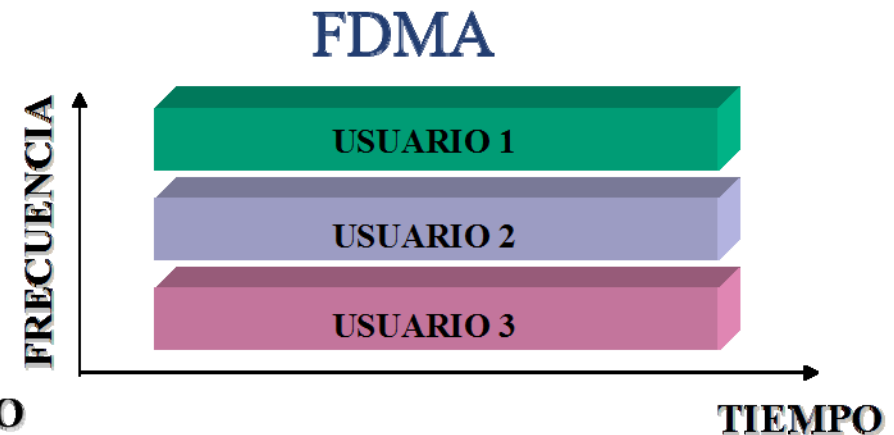 FDMA
FRECUENCIA
USUARIO 1
USUARIO 2
USUARIO 3
O
TIEMPO